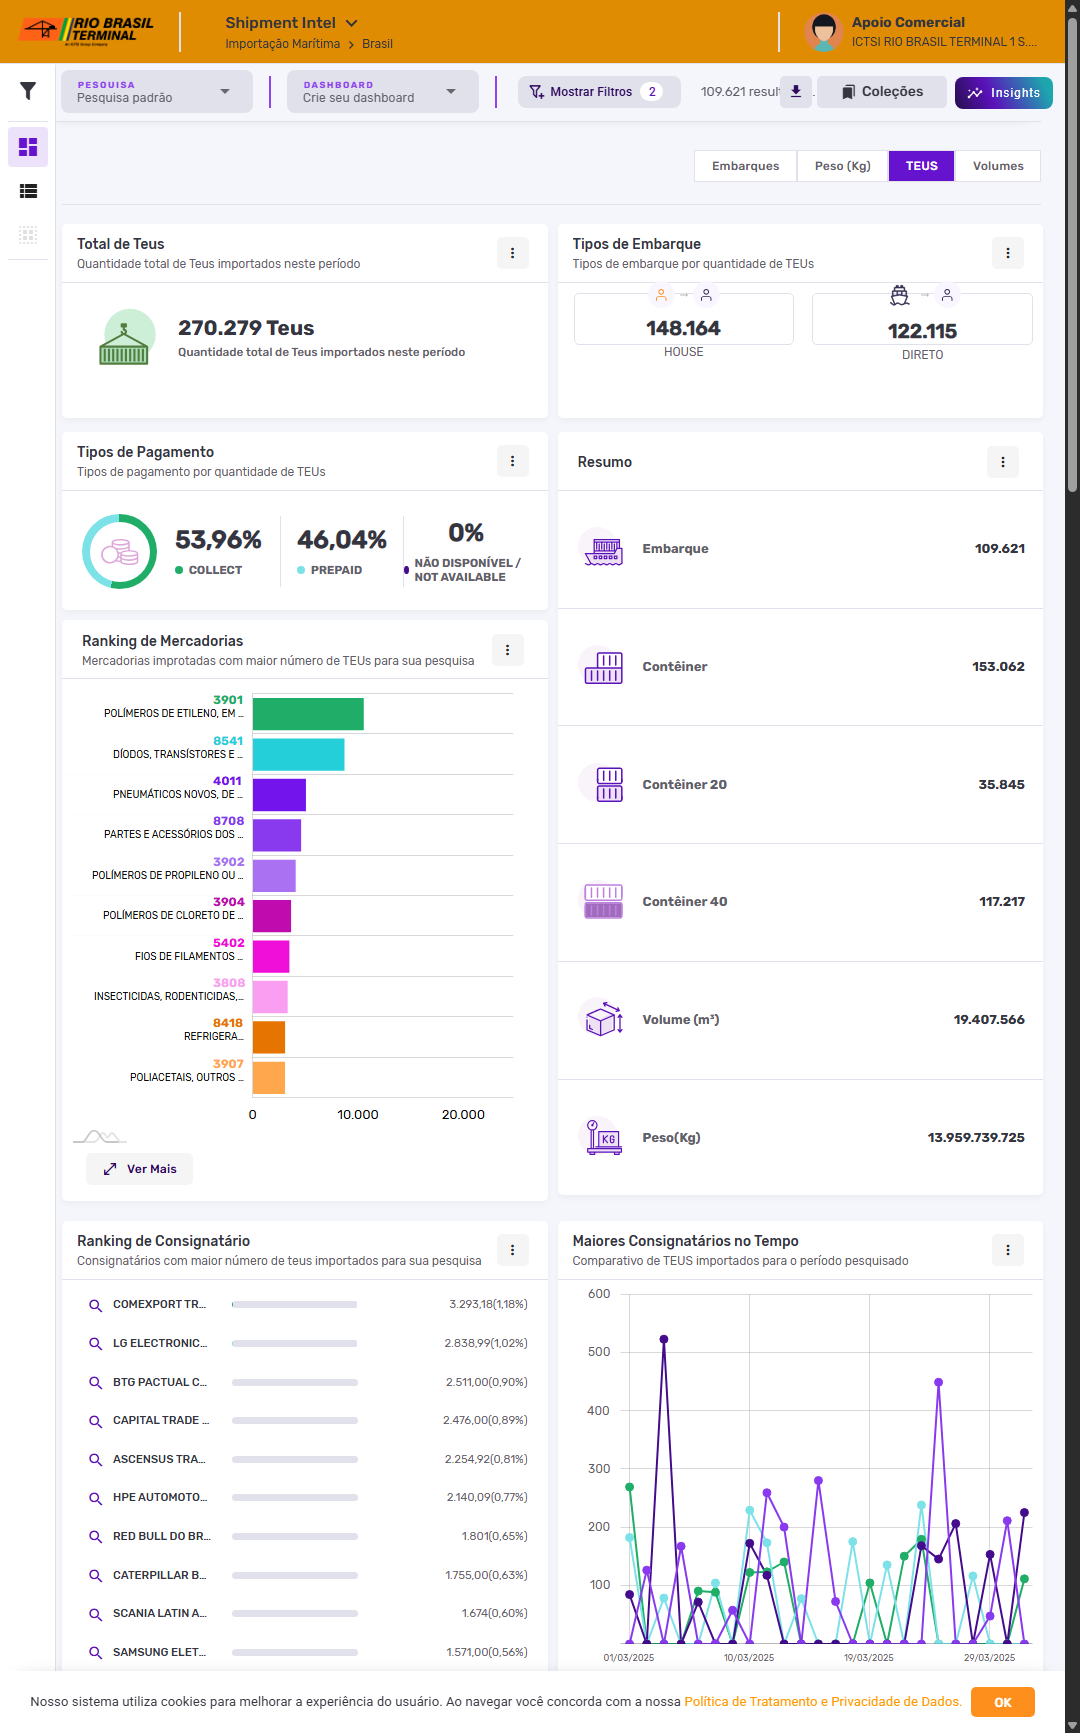 RIO BRASIL
TERMINAL
An ICTSI Group Company
Shipment Intel
Importação Marítima > Brasil
Apoio Comercial
ICTSI RIO BRASIL TERMINAL 1 S....
PESQUISA
Pesquisa padrão
DASHBOARD
Crie seu dashboard
Mostrar Filtros 2
109.621 resul
Coleções
Insights
Embarques
Peso (Kg)
TEUS
Volumes
Total de Teus
Quantidade total de Teus importados neste período
270.279 Teus
Quantidade total de Teus importados neste período
Tipos de Embarque
Tipos de embarque por quantidade de TEUs
148.164
HOUSE
122.115
DIRETO
Tipos de Pagamento
Tipos de pagamento por quantidade de TEUs
53,96%
COLLECT
46,04%
PREPAID
0%
NÃO DISPONÍVEL /
NOT AVAILABLE
Resumo
Embarque 109.621
Contêiner 153.062
Contêiner 20 35.845
Contêiner 40 117.217
Volume (m³) 19.407.566
KG
Peso(Kg) 13.959.739.725
Ranking de Mercadorias
Mercadorias improtadas com maior número de TEUs para sua pesquisa
3901
POLÍMEROS DE ETILENO, EM ...
8541
DÍODOS, TRANSÍSTORES E ...
4011
PNEUMÁTICOS NOVOS, DE ...
8708
PARTES E ACESSÓRIOS DOS ...
3902
POLÍMEROS DE PROPILENO OU ...
3904
POLÍMEROS DE CLORETO DE ...
5402
FIOS DE FILAMENTOS ...
3808
INSECTICIDAS, RODENTICIDAS,...
8418
REFRIGERA...
3907
POLIACETAIS, OUTROS ...
0 10.000 20.000
Ver Mais
Ranking de Consignatário
Consignatários com maior número de teus importados para sua pesquisa
COMEXPORT TR... 3.293,18(1,18%)
LG ELECTRONIC... 2.838,99(1,02%)
BTG PACTUAL C... 2.511,00(0,90%)
CAPITAL TRADE ... 2.476,00(0,89%)
ASCENSUS TRA... 2.254,92(0,81%)
HPE AUTOMOTO... 2.140,09(0,77%)
RED BULL DO BR... 1.801(0,65%)
CATERPILLAR B... 1.755,00(0,63%)
SCANIA LATIN A... 1.674(0,60%)
SAMSUNG ELET... 1.571,00(0,56%)
Maiores Consignatários no Tempo
Comparativo de TEUS importados para o período pesquisado
600
500
400
300
200
100
01/03/2025 10/03/2025 19/03/2025 29/03/2025
Nosso sistema utiliza cookies para melhorar a experiência do usuário. Ao navegar você concorda com a nossa Política de Tratamento e Privacidade de Dados.
OK